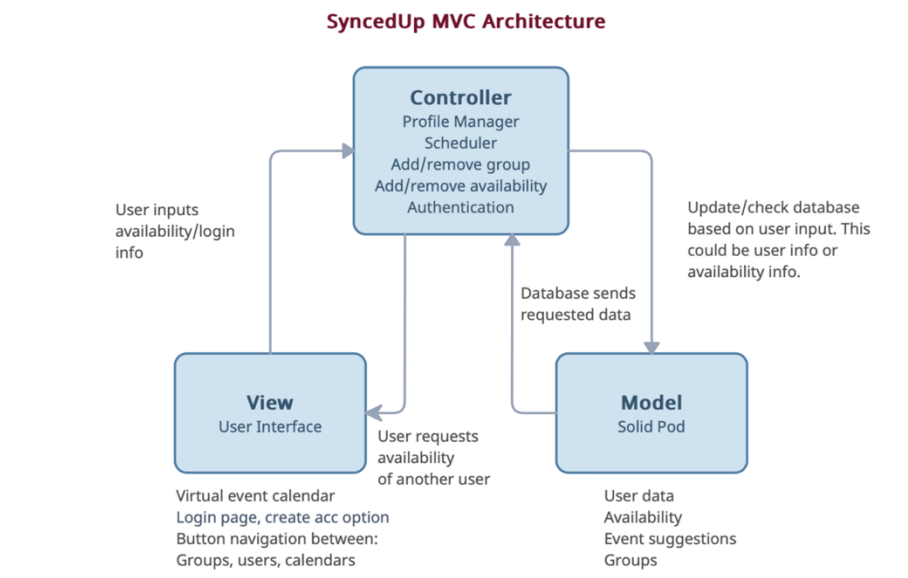 SyncedUp MVC Architecture
Controller
Profile Manager
Scheduler
Add/remove group
Add/remove availability
Authentication
User inputs
availability/login
info
Update/check database
based on user input. This
could be user info or
availability info.
Database sends
requested data
View
User Interface
Model
Solid Pod
User requests
availability
of another user
Virtual event calendar
Login page, create acc option
Button navigation between:
Groups, users, calendars
User data
Availability
Event suggestions
Groups